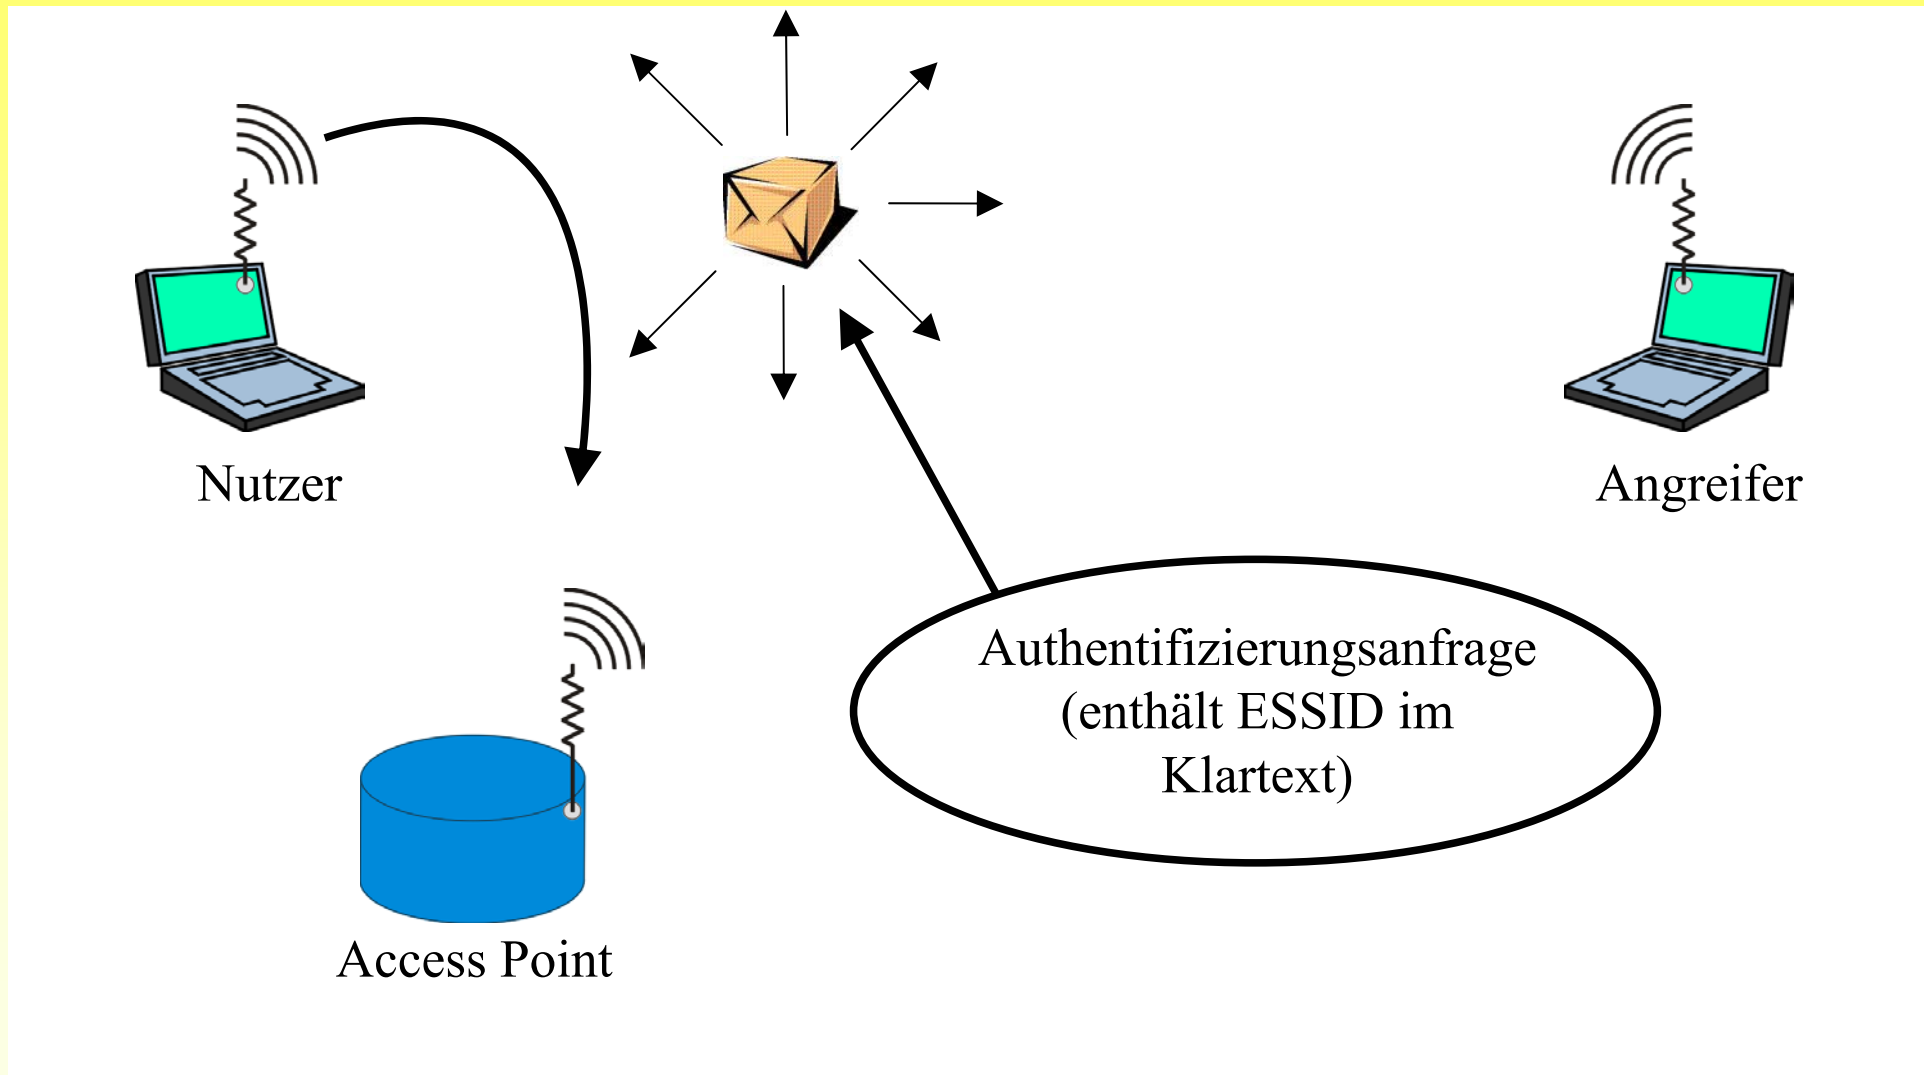 Nutzer
Angreifer
Authentifizierungsanfrage
(enthält ESSID im
Klartext)
Access Point